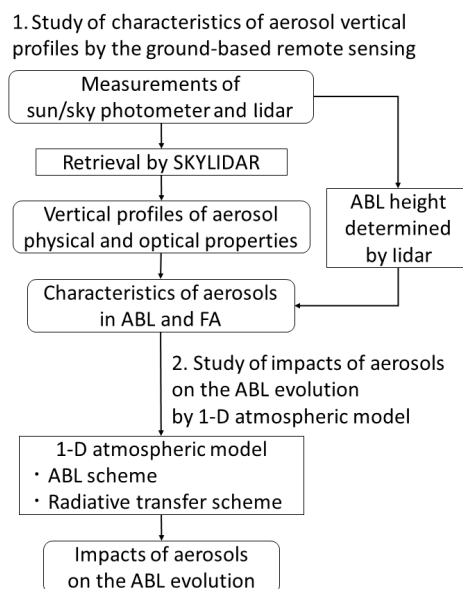 1. Study of characteristics of aerosol vertical
profiles by the ground-based remote sensing
Measurements of
sun/sky photometer and lidar
Retrieval by SKYLIDAR
Vertical profiles of aerosol
physical and optical properties
ABL height
determined
by lidar
Characteristics of aerosols
in ABL and FA
2. Study of impacts of aerosols
on the ABL evolution
by 1-D atmospheric model
1-D atmospheric model
・ ABL scheme
・ Radiative transfer scheme
Impacts of aerosols
on the ABL evolution